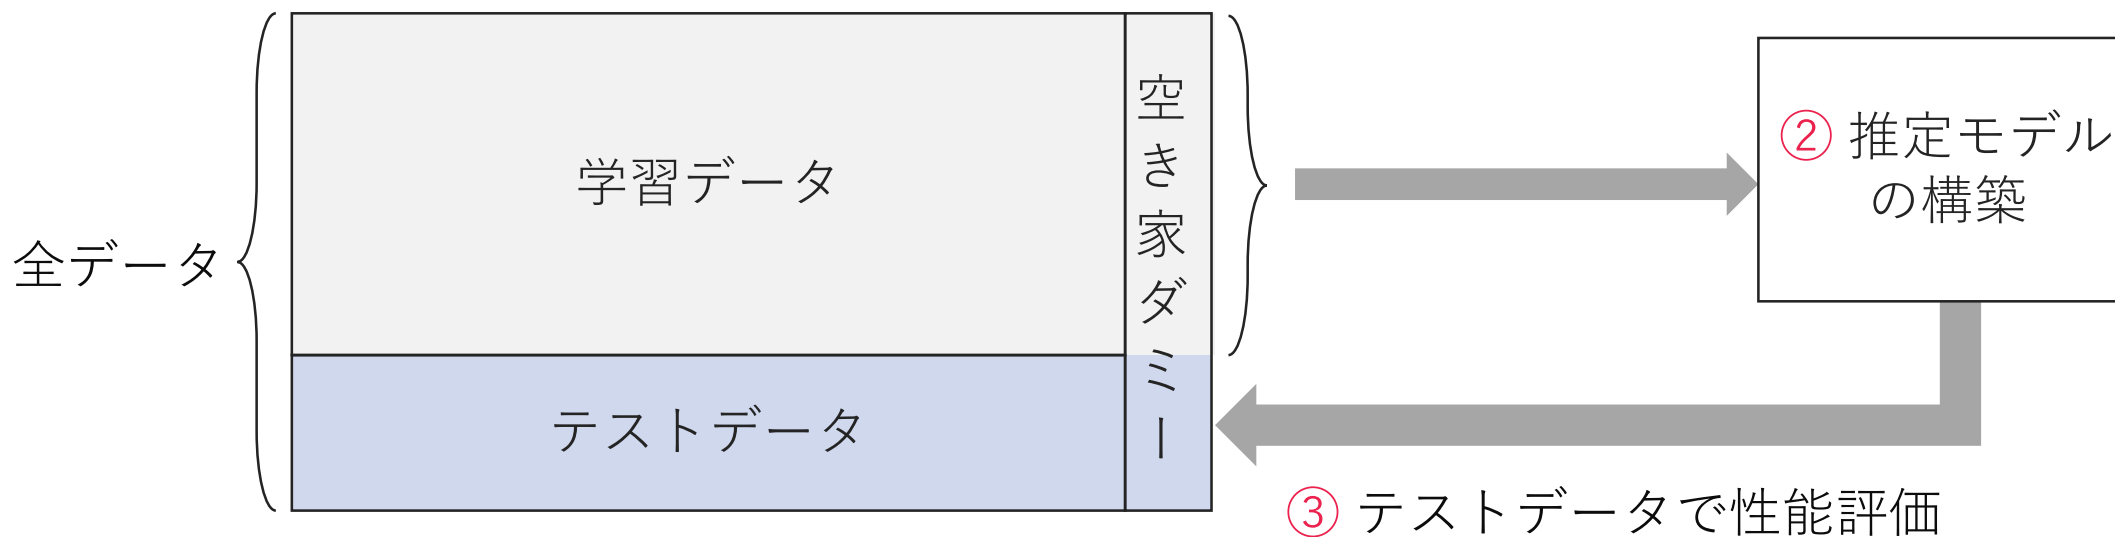 全データ
学習データ
テストデータ
空き家ダミー
② 推定モデル
の構築
③ テストデータで性能評価